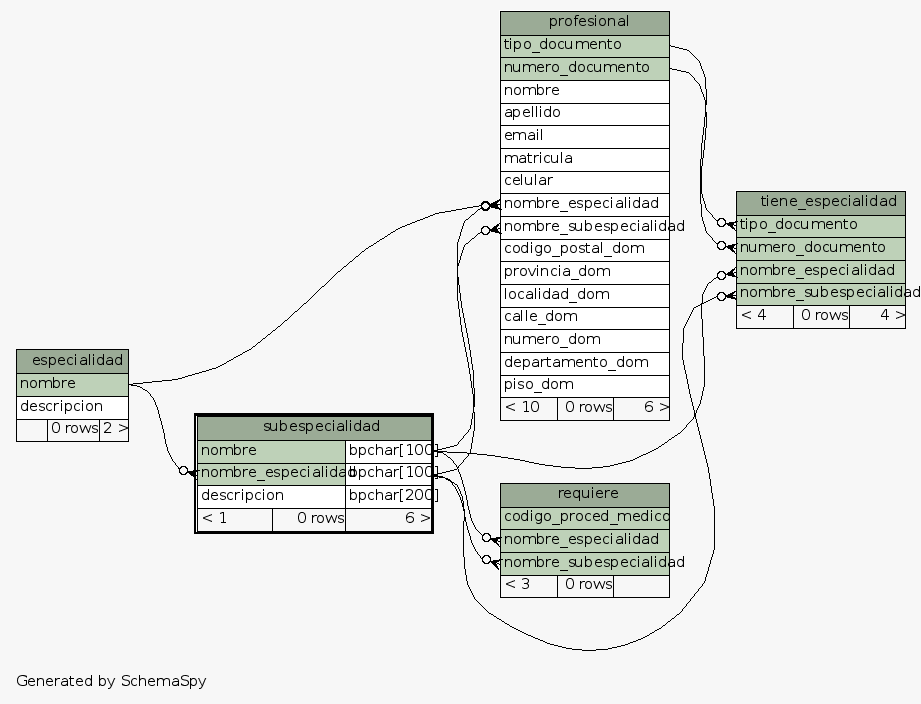 profesional
tipo_documento
numero_documento
nombre
apellido
email
matricula
celular
nombre_especialidad
nombre_subespecialidad
codigo_postal_dom
provincia_dom
localidad_dom
calle_dom
numero_dom
departamento_dom
piso_dom
< 10 0 rows 6 >
tiene_especialidad
tipo_documento
numero_documento
nombre_especialidad
nombre_subespecialidad
< 4 0 rows 4 >
especialidad
nombre
descripcion
0 rows 2 >
subespecialidad
nombre bpchar[100]
nombre_especialidad bpchar[100]
descripcion bpchar[200]
< 1 0 rows 6 >
requiere
codigo_proced_medico
nombre_especialidad
nombre_subespecialidad
< 3 0 rows
Generated by SchemaSpy